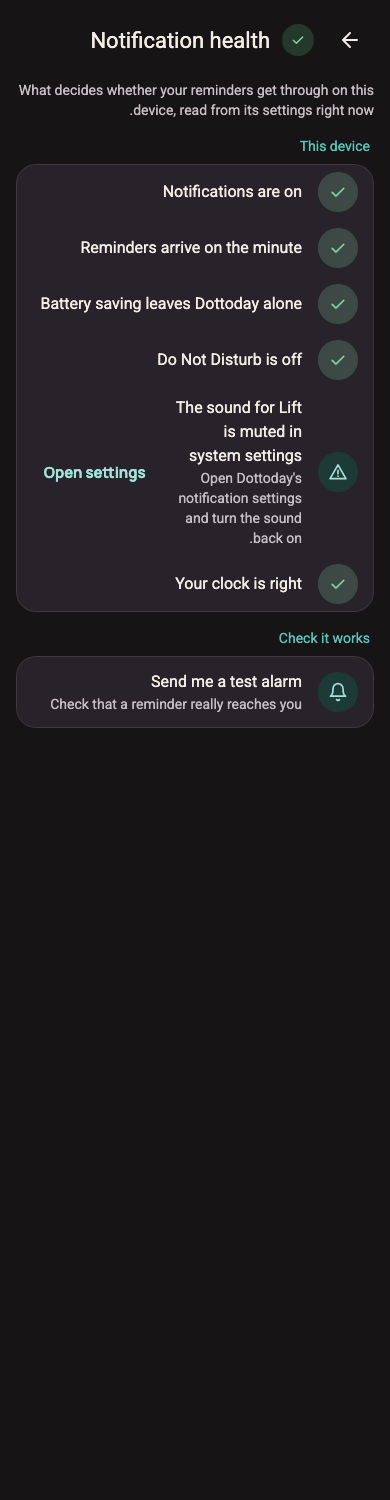 Notification health
What decides whether your reminders get through on this
device, read from its settings right now.
This device
Notifications are on
Reminders arrive on the minute
Battery saving leaves Dottoday alone
Do Not Disturb is off
The sound for Lift
is muted in
system settings
Open Dottoday's
notification settings
and turn the sound
back on.
Open settings
Your clock is right
Check it works
Send me a test alarm
Check that a reminder really reaches you